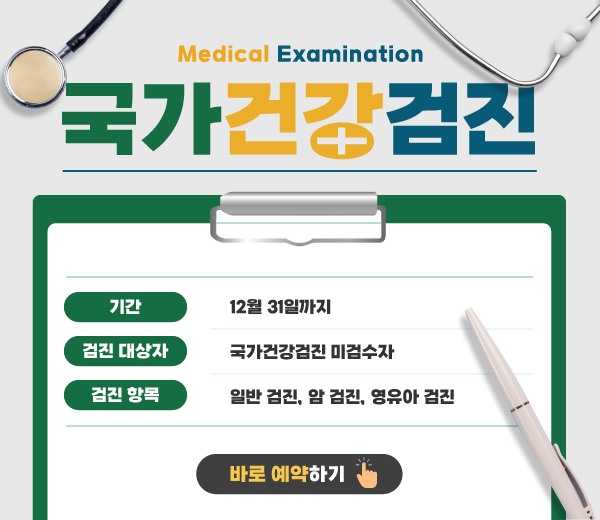 Medical Examination
국가건강검진
기간 12월 31일까지
검진 대상자 국가건강검진 미검수자
검진 항목 일반 검진, 암 검진, 영유아 검진
바로 예약하기